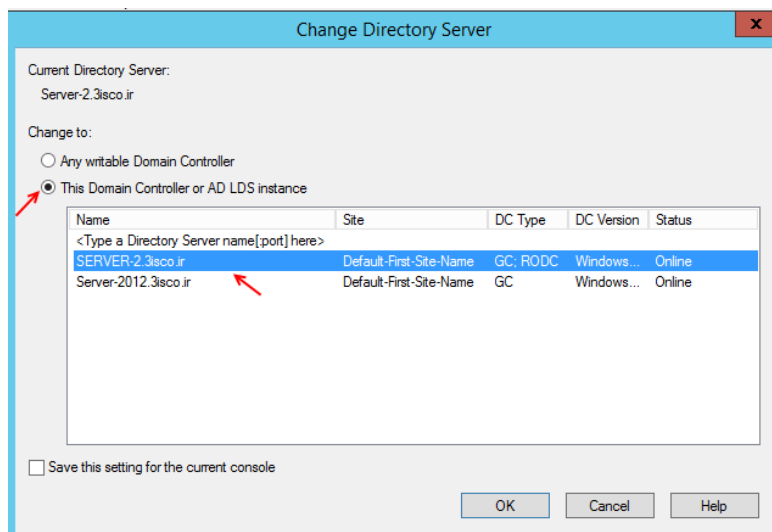 Change Directory Server
x
Current Directory Server:
Server-2.3isco.ir
Change to:
Any writable Domain Controller
This Domain Controller or AD LDS instance
Name Site DC Type DC Version Status
<Type a Directory Server name[:port] here>
SERVER-2.3isco.ir Default-First-Site-Name GC; RODC Windows... Online
Server-2012.3isco.ir Default-First-Site-Name GC Windows... Online
Save this setting for the current console
OK Cancel Help